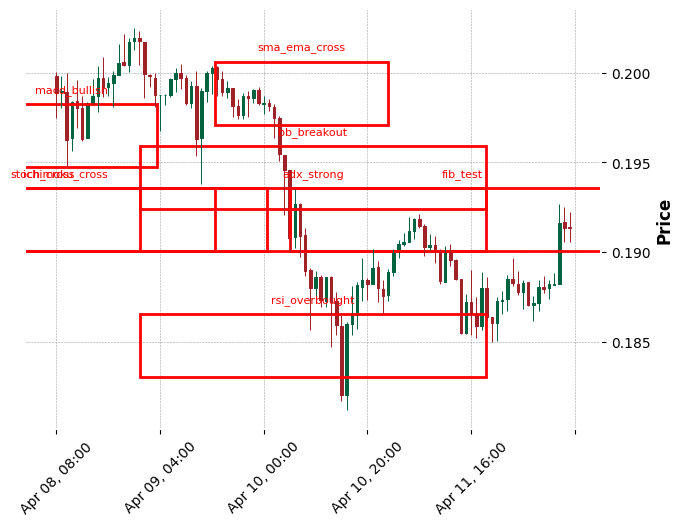 sma_ema_cross
0.200
macd_bullish
bb_breakout
0.195
stoch_cross
ichimoku_cross
adx_strong
fib_test
Price
0.190
rsi_overbought
0.185
Apr 08, 08:00
Apr 09, 04:00
Apr 10, 00:00
Apr 10, 20:00
Apr 11, 16:00